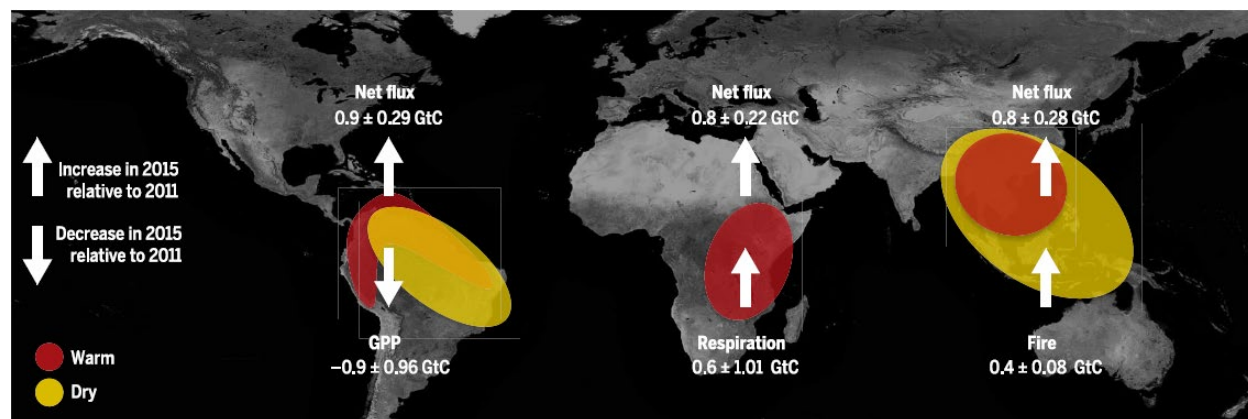 Net flux
0.9 ± 0.29 GtC
Net flux
0.8 ± 0.22 GtC
Net flux
0.8 ± 0.28 GtC
Increase in 2015
relative to 2011
Decrease in 2015
relative to 2011
Warm
Dry
GPP
−0.9 ± 0.96 GtC
Respiration
0.6 ± 1.01 GtC
Fire
0.4 ± 0.08 GtC